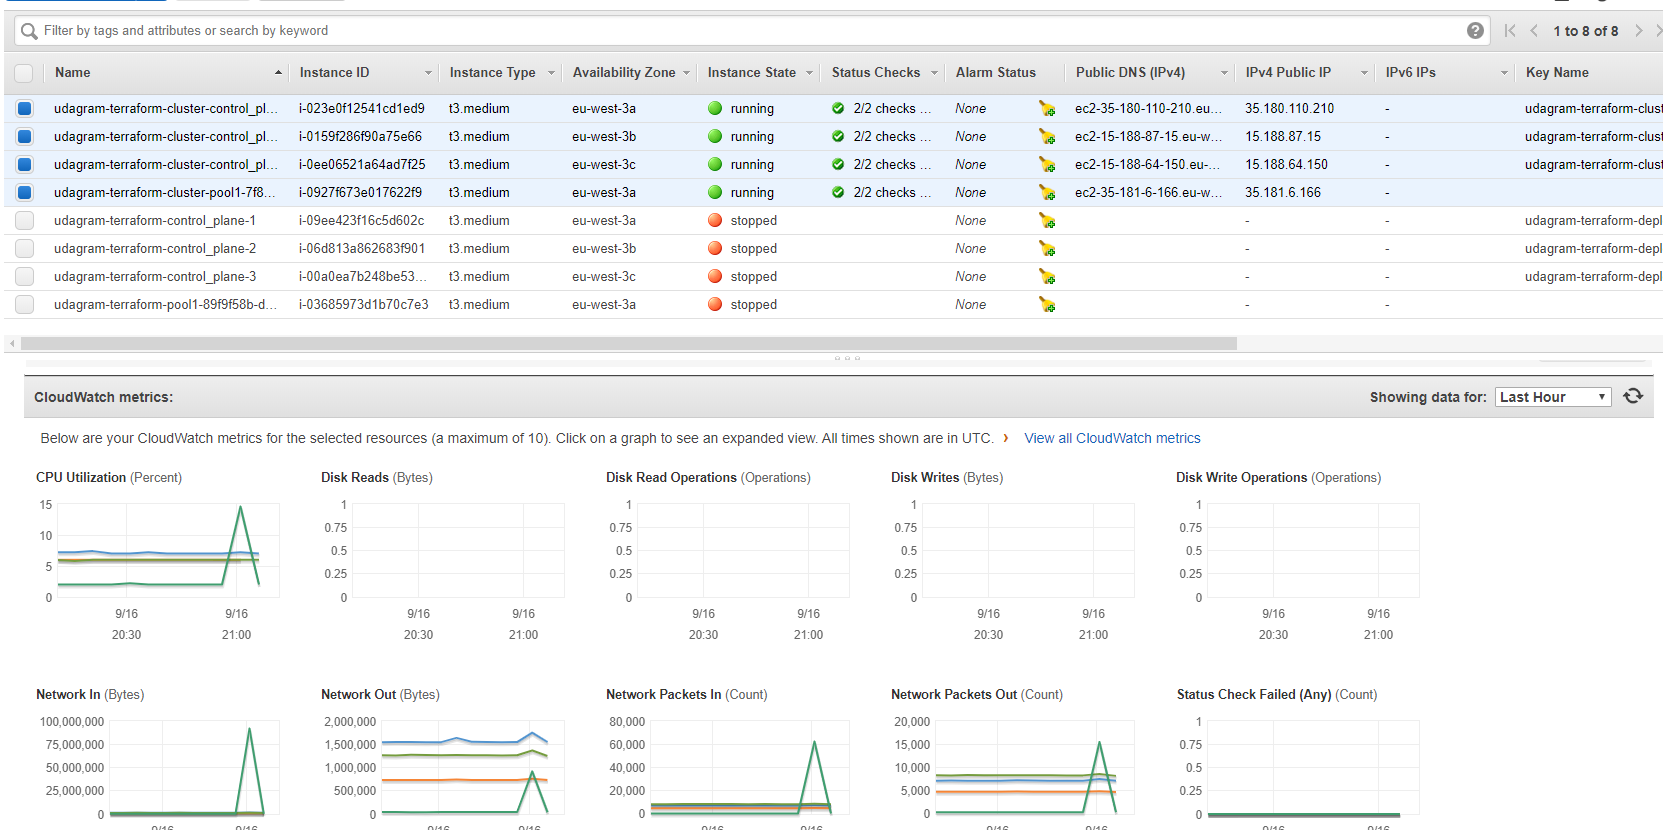 Filter by tags and attributes or search by keyword 1 to 8 of 8
Name Instance ID Instance Type Availability Zone Instance State Status Checks Alarm Status Public DNS (IPv4) IPv4 Public IP IPv6 IPs Key Name
udagram-terraform-cluster-control_pl... i-023e0f12541cd1ed9 t3.medium eu-west-3a running 2/2 checks ... None ec2-35-180-110-210.eu... 35.180.110.210 - udagram-terraform-clust
udagram-terraform-cluster-control_pl... i-0159f286f90a75e66 t3.medium eu-west-3b running 2/2 checks ... None ec2-15-188-87-15.eu-w... 15.188.87.15 - udagram-terraform-clust
udagram-terraform-cluster-control_pl... i-0ee06521a64ad7f25 t3.medium eu-west-3c running 2/2 checks ... None ec2-15-188-64-150.eu-... 15.188.64.150 - udagram-terraform-clust
udagram-terraform-cluster-pool1-7f8... i-0927f673e017622f9 t3.medium eu-west-3a running 2/2 checks ... None ec2-35-181-6-166.eu-w... 35.181.6.166 -
udagram-terraform-control_plane-1 i-09ee423f16c5d602c t3.medium eu-west-3a stopped None - - udagram-terraform-depl
udagram-terraform-control_plane-2 i-06d813a862683f901 t3.medium eu-west-3b stopped None - - udagram-terraform-depl
udagram-terraform-control_plane-3 i-00a0ea7b248be53... t3.medium eu-west-3c stopped None - - udagram-terraform-depl
udagram-terraform-pool1-89f9f58b-d... i-03685973d1b70c7e3 t3.medium eu-west-3a stopped None - -
CloudWatch metrics: Showing data for: Last Hour
Below are your CloudWatch metrics for the selected resources (a maximum of 10). Click on a graph to see an expanded view. All times shown are in UTC. › View all CloudWatch metrics
CPU Utilization (Percent) Disk Reads (Bytes) Disk Read Operations (Operations) Disk Writes (Bytes) Disk Write Operations (Operations)
15 1 1 1 1
10 0.75 0.75 0.75 0.75
5 0.5 0.5 0.5 0.5
0.25 0.25 0.25 0.25
0 0 0 0 0
9/16 9/16 9/16 9/16 9/16 9/16 9/16 9/16 9/16 9/16
20:30 21:00 20:30 21:00 20:30 21:00 20:30 21:00 20:30 21:00
Network In (Bytes) Network Out (Bytes) Network Packets In (Count) Network Packets Out (Count) Status Check Failed (Any) (Count)
100,000,000 2,000,000 80,000 20,000 1
75,000,000 1,500,000 60,000 15,000 0.75
50,000,000 1,000,000 40,000 10,000 0.5
25,000,000 500,000 20,000 5,000 0.25
0 0 0 0 0
9/16 9/16 9/16 9/16 9/16 9/16 9/16 9/16 9/16 9/16